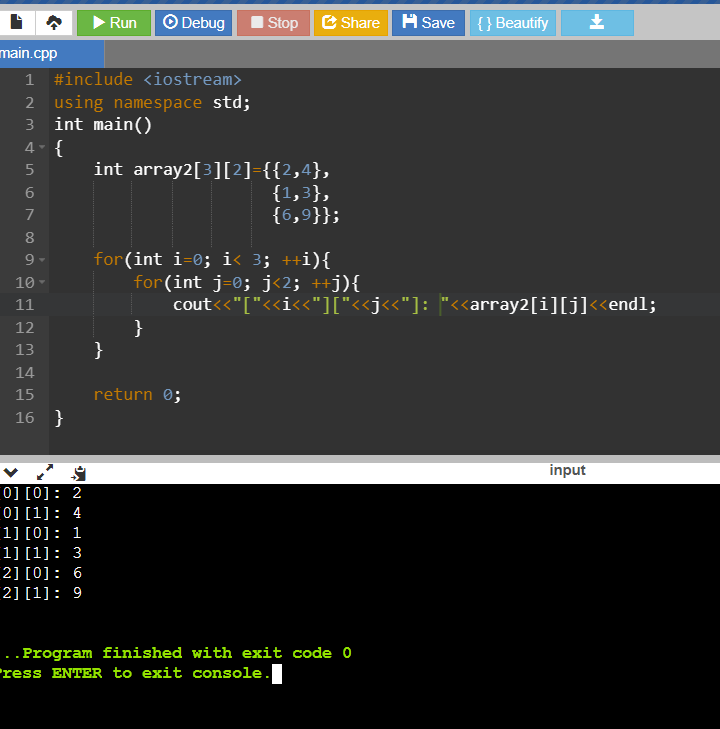 Run Debug Stop Share Save { } Beautify
main.cpp
1 #include <iostream>
2 using namespace std;
3 int main()
4 {
5     int array2[3][2]={{2,4},
6                       {1,3},
7                       {6,9}};
8
9     for(int i=0; i< 3; ++i){
10         for(int j=0; j<2; ++j){
11             cout<<"["<<i<<"]["<<j<<"]: "<<array2[i][j]<<endl;
12         }
13     }
14
15     return 0;
16 }
input
0][0]: 2
0][1]: 4
1][0]: 1
1][1]: 3
2][0]: 6
2][1]: 9
..Program finished with exit code 0
Press ENTER to exit console.